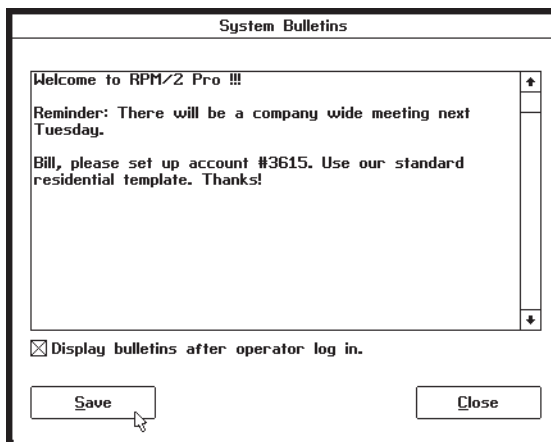 System Bulletins
Welcome to RPM/2 Pro !!!
Reminder: There will be a company wide meeting next
Tuesday.
Bill, please set up account #3615. Use our standard
residential template. Thanks!
Display bulletins after operator log in.
Save
Close